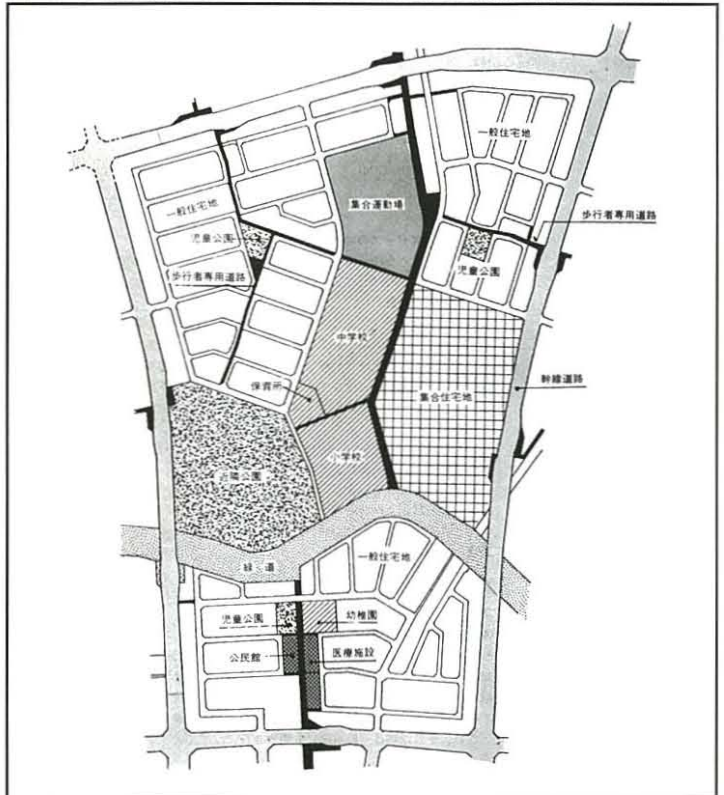 一般住宅地
集合運動場
一般住宅地
歩行者専用道路
児童公園
児童公園
歩行者専用道路
中学校
幹線道路
保育所
集合住宅地
近隣公園
小学校
緑道
一般住宅地
児童公園
幼稚園
公民館
医療施設